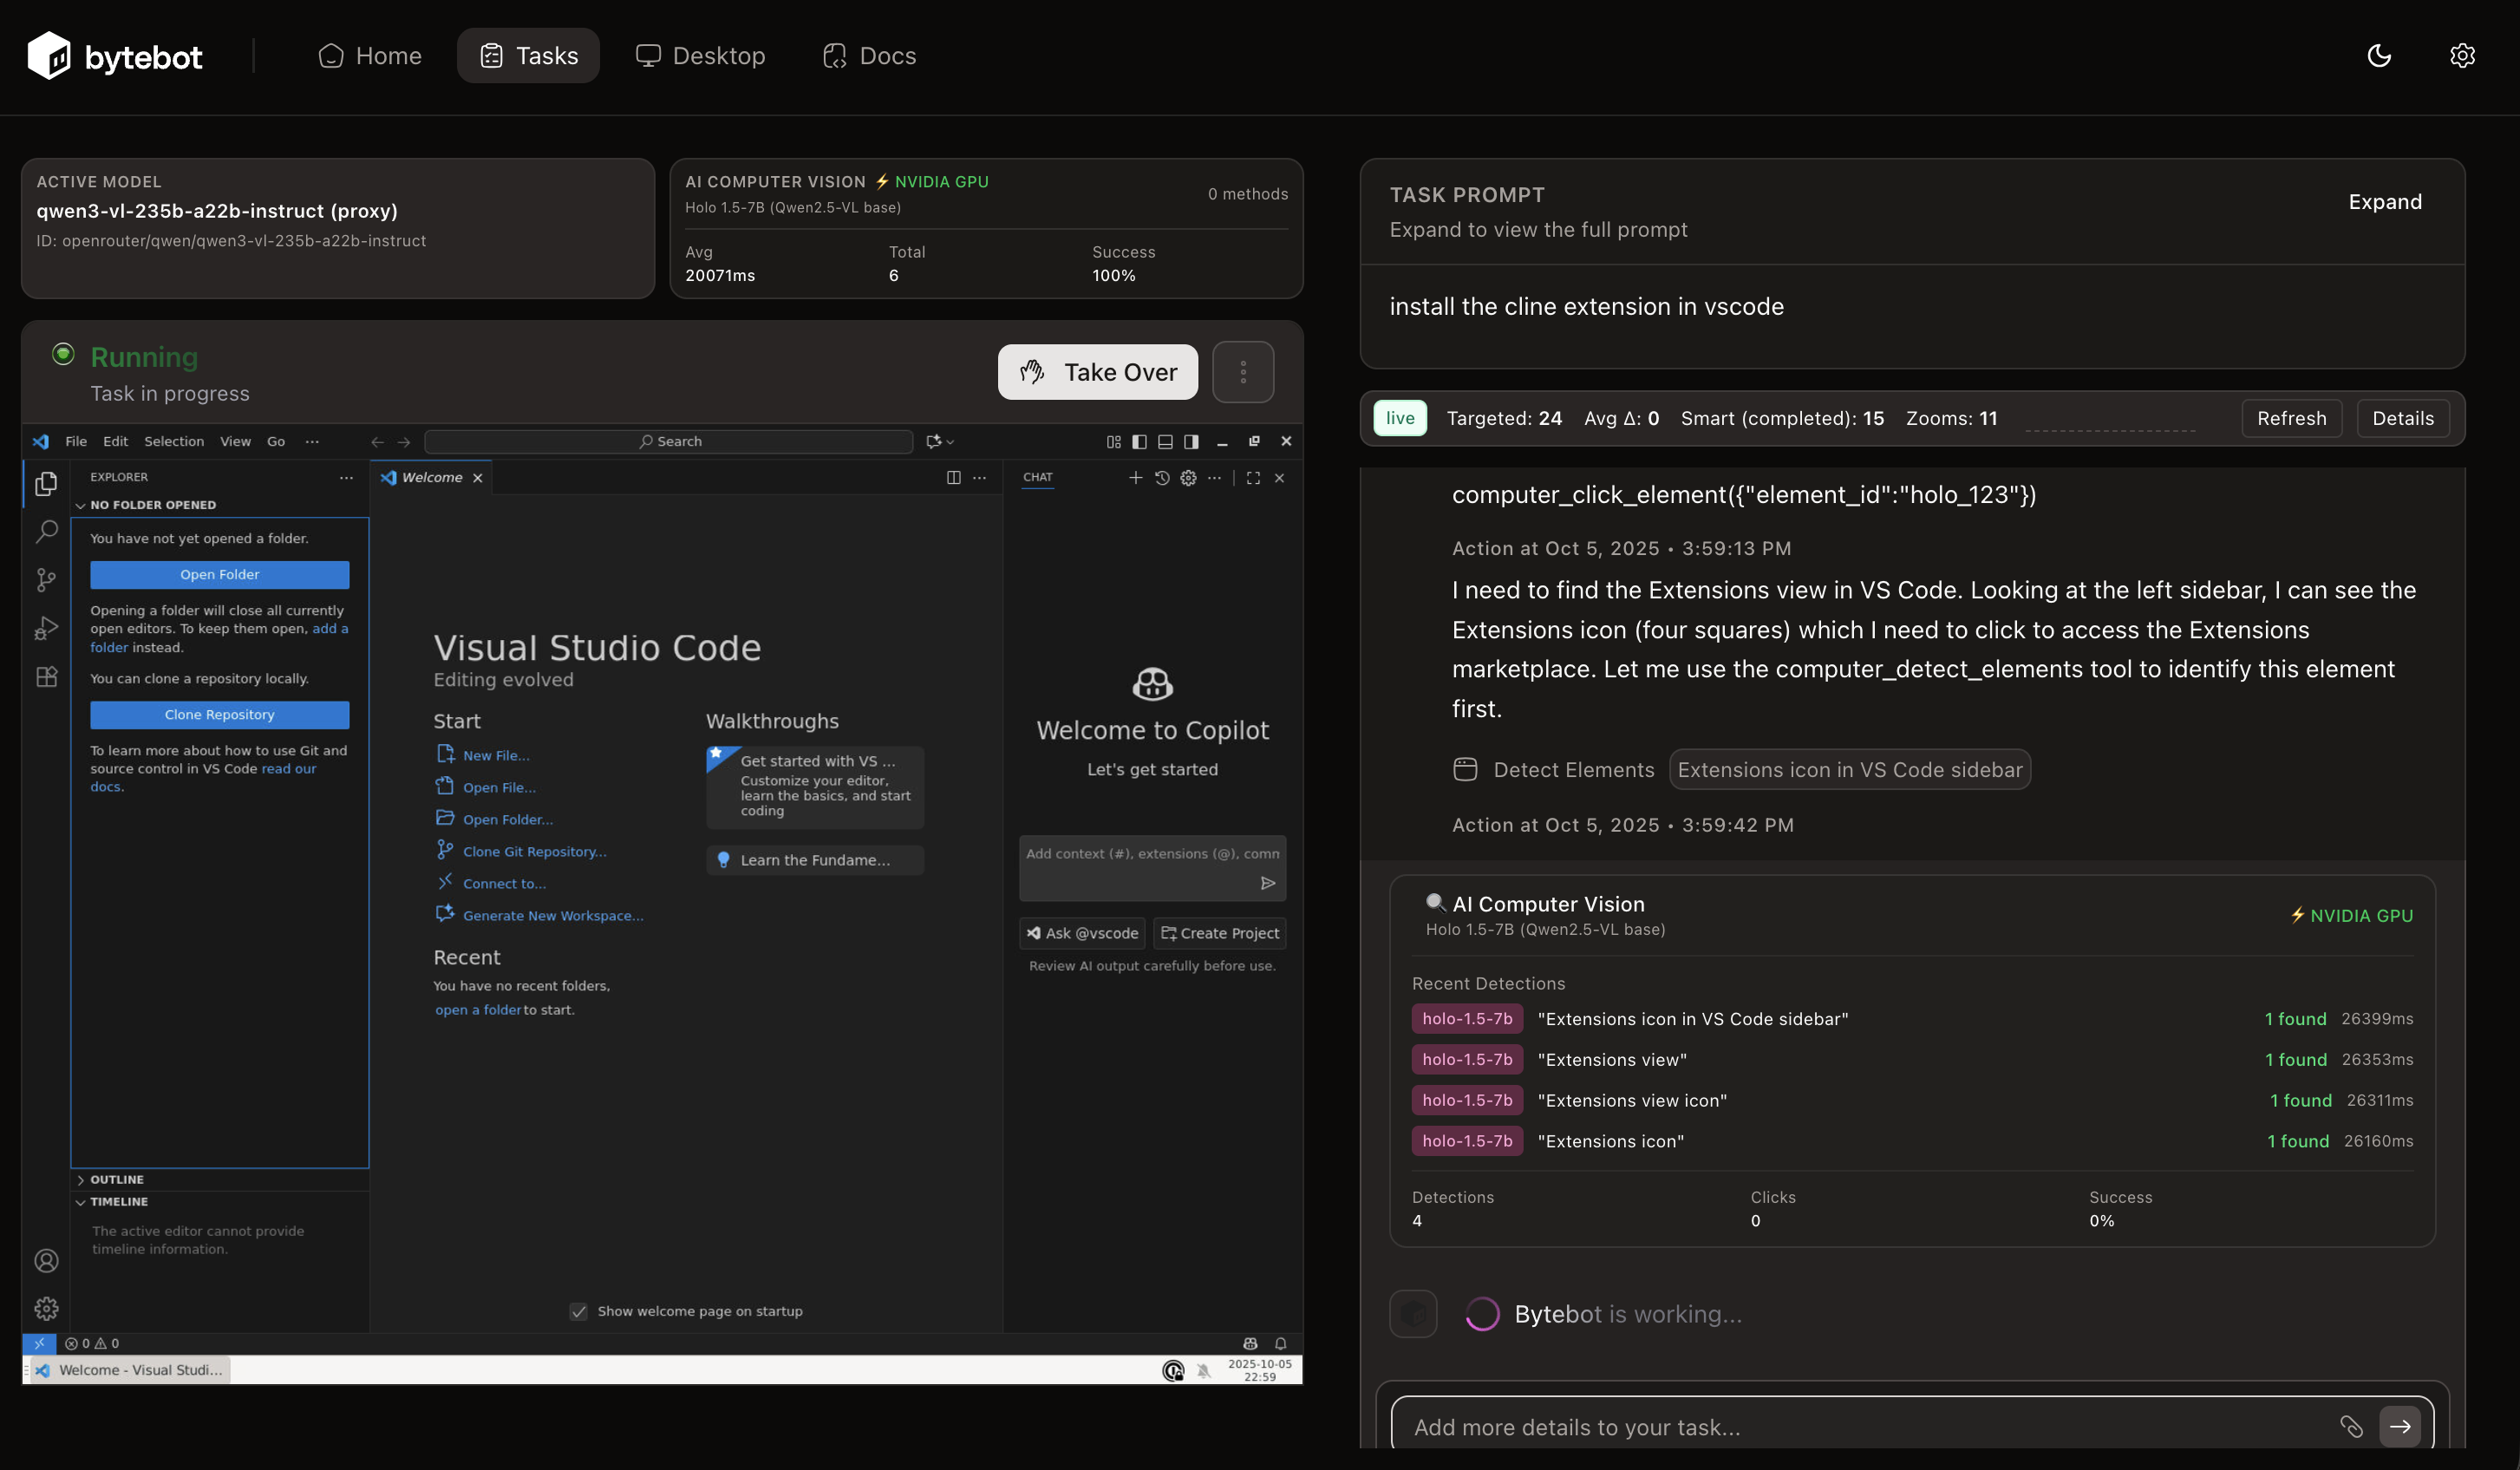 bytebot
Home
Tasks
Desktop
Docs
ACTIVE MODEL
qwen3-vl-235b-a22b-instruct (proxy)
ID: openrouter/qwen/qwen3-vl-235b-a22b-instruct
AI COMPUTER VISION ⚡ NVIDIA GPU
Holo 1.5-7B (Qwen2.5-VL base)
0 methods
Avg
20071ms
Total
6
Success
100%
Running
Task in progress
Take Over
File Edit Selection View Go ···
Search
EXPLORER
NO FOLDER OPENED
You have not yet opened a folder.
Open Folder
Opening a folder will close all currently
open editors. To keep them open, add a
folder instead.
You can clone a repository locally.
Clone Repository
To learn more about how to use Git and
source control in VS Code read our
docs.
OUTLINE
TIMELINE
The active editor cannot provide
timeline information.
Welcome
Visual Studio Code
Editing evolved
Start
New File...
Open File...
Open Folder...
Clone Git Repository...
Connect to...
Generate New Workspace...
Recent
You have no recent folders,
open a folder to start.
Walkthroughs
Get started with VS ...
Customize your editor,
learn the basics, and start
coding
Learn the Fundame...
Show welcome page on startup
CHAT
Welcome to Copilot
Let's get started
Add context (#), extensions (@), comm
Ask @vscode
Create Project
Review AI output carefully before use.
0 0
Welcome - Visual Studi...
2025-10-05
22:59
TASK PROMPT
Expand to view the full prompt
Expand
install the cline extension in vscode
live
Targeted: 24
Avg Δ: 0
Smart (completed): 15
Zooms: 11
Refresh
Details
computer_click_element({"element_id":"holo_123"})
Action at Oct 5, 2025 • 3:59:13 PM
I need to find the Extensions view in VS Code. Looking at the left sidebar, I can see the
Extensions icon (four squares) which I need to click to access the Extensions
marketplace. Let me use the computer_detect_elements tool to identify this element
first.
Detect Elements
Extensions icon in VS Code sidebar
Action at Oct 5, 2025 • 3:59:42 PM
AI Computer Vision
Holo 1.5-7B (Qwen2.5-VL base)
⚡ NVIDIA GPU
Recent Detections
holo-1.5-7b "Extensions icon in VS Code sidebar" 1 found 26399ms
holo-1.5-7b "Extensions view" 1 found 26353ms
holo-1.5-7b "Extensions view icon" 1 found 26311ms
holo-1.5-7b "Extensions icon" 1 found 26160ms
Detections
4
Clicks
0
Success
0%
Bytebot is working...
Add more details to your task...